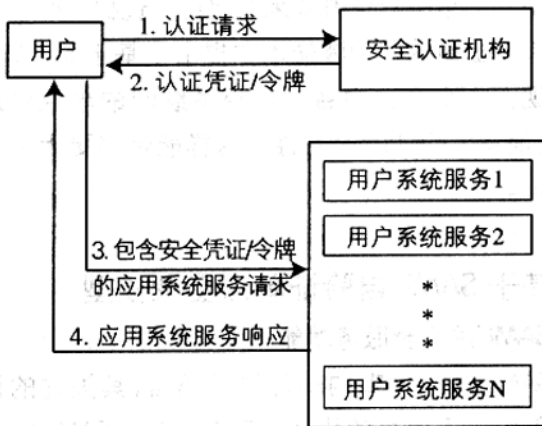 用户
1. 认证请求
安全认证机构
2. 认证凭证/令牌
用户系统服务1
用户系统服务2
3. 包含安全凭证/令牌
的应用系统服务请求
*
*
*
4. 应用系统服务响应
用户系统服务N